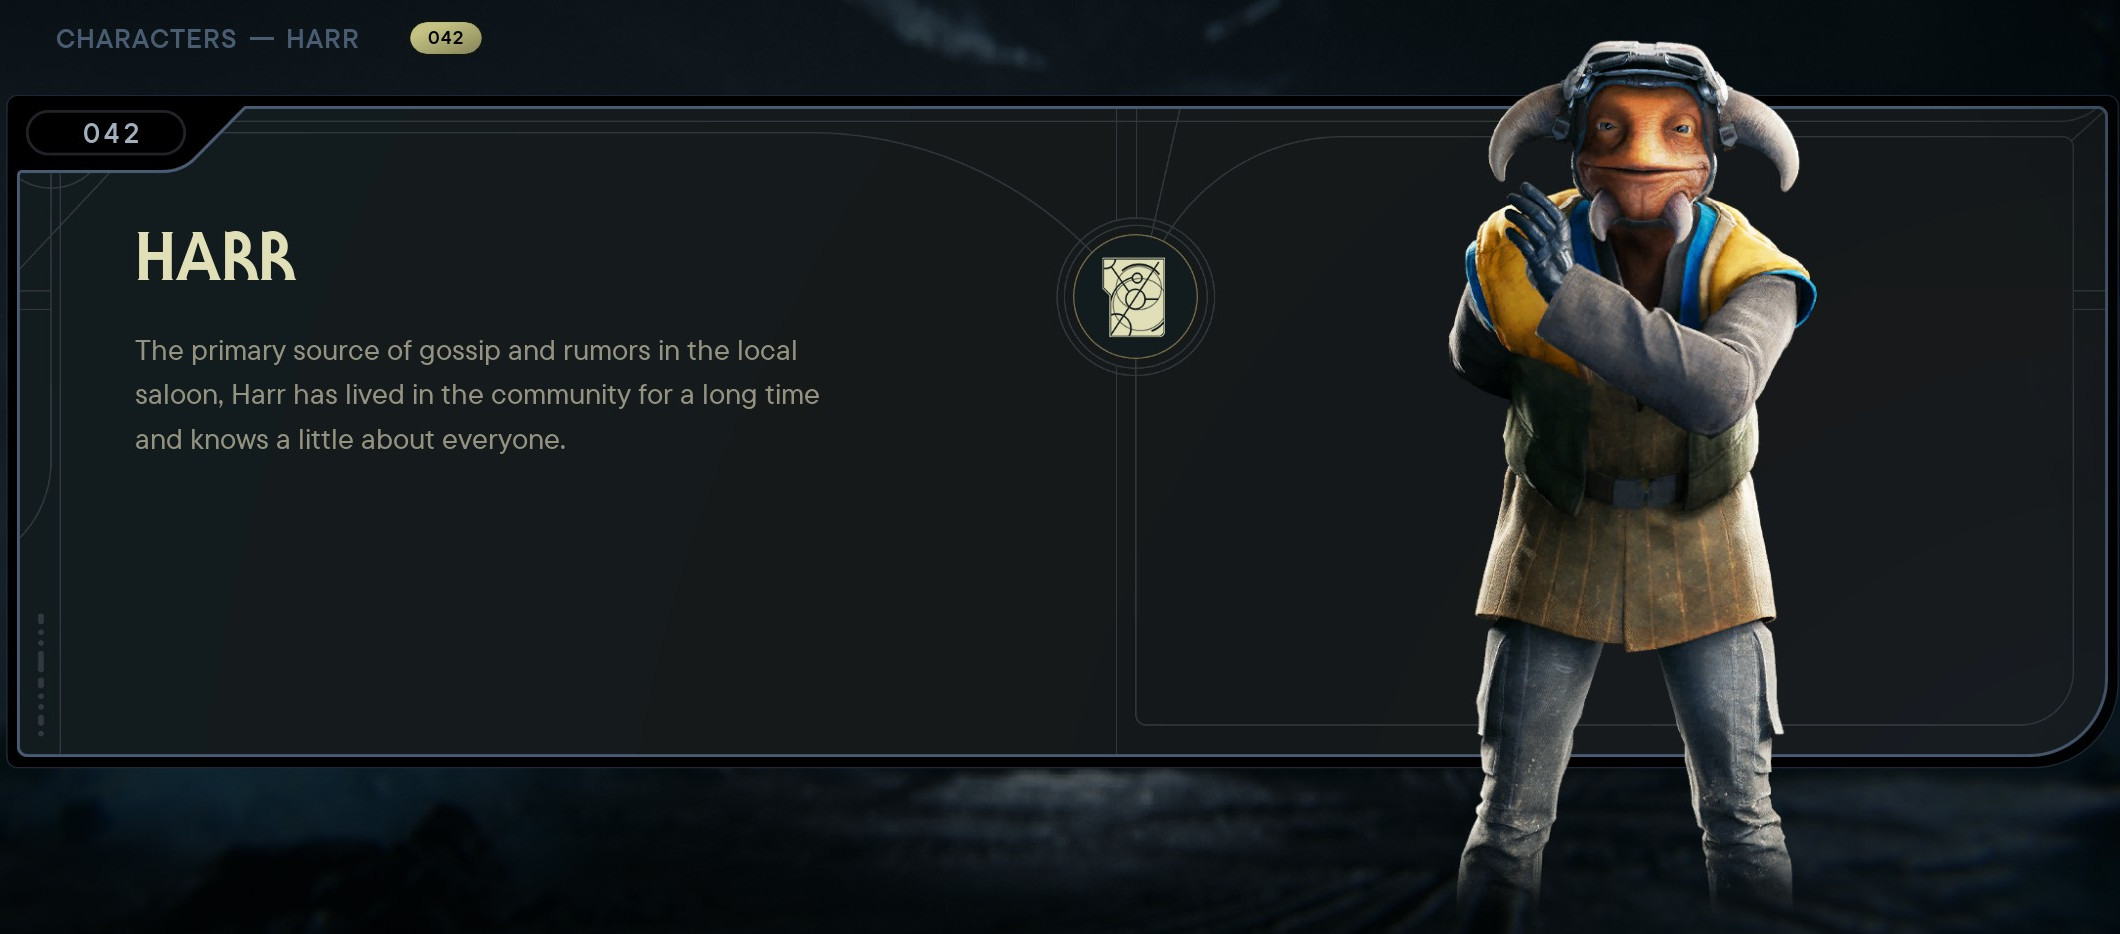 CHARACTERS — HARR 042
042
HARR
The primary source of gossip and rumors in the local
saloon, Harr has lived in the community for a long time
and knows a little about everyone.